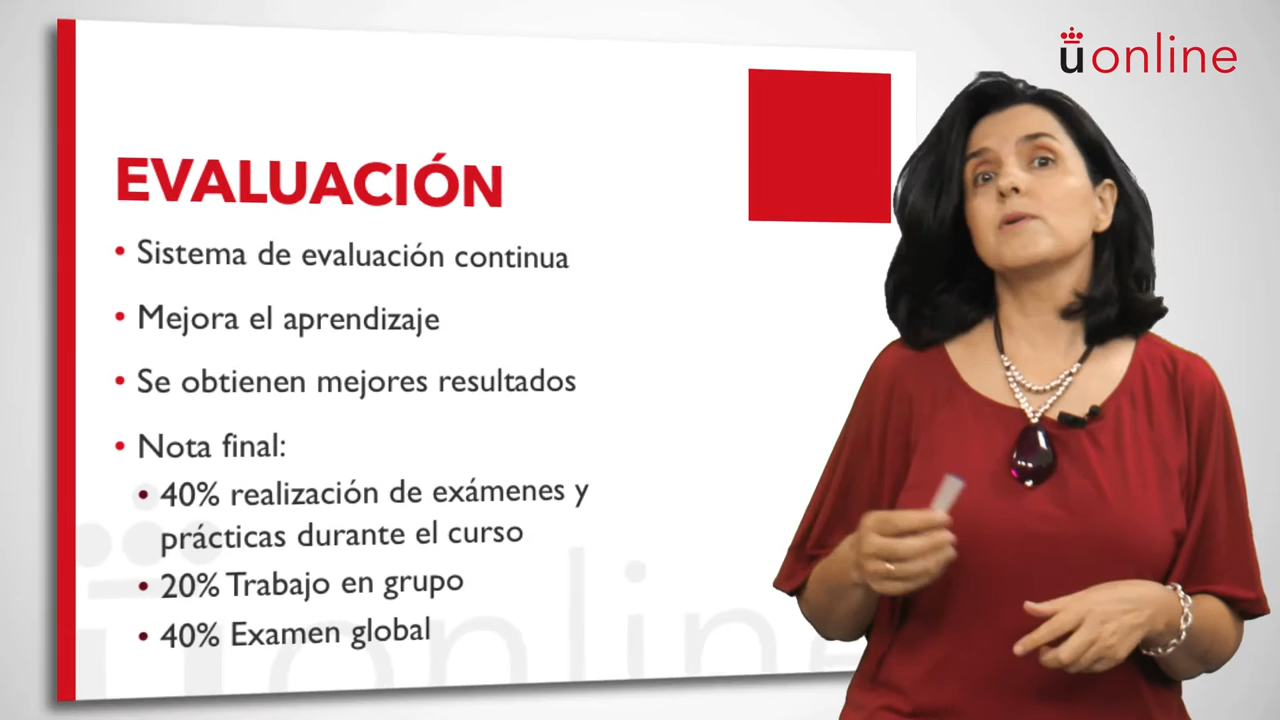 uonline
EVALUACIÓN
• Sistema de evaluación continua
• Mejora el aprendizaje
• Se obtienen mejores resultados
• Nota final:
• 40% realización de exámenes y
prácticas durante el curso
• 20% Trabajo en grupo
• 40% Examen global
uonline